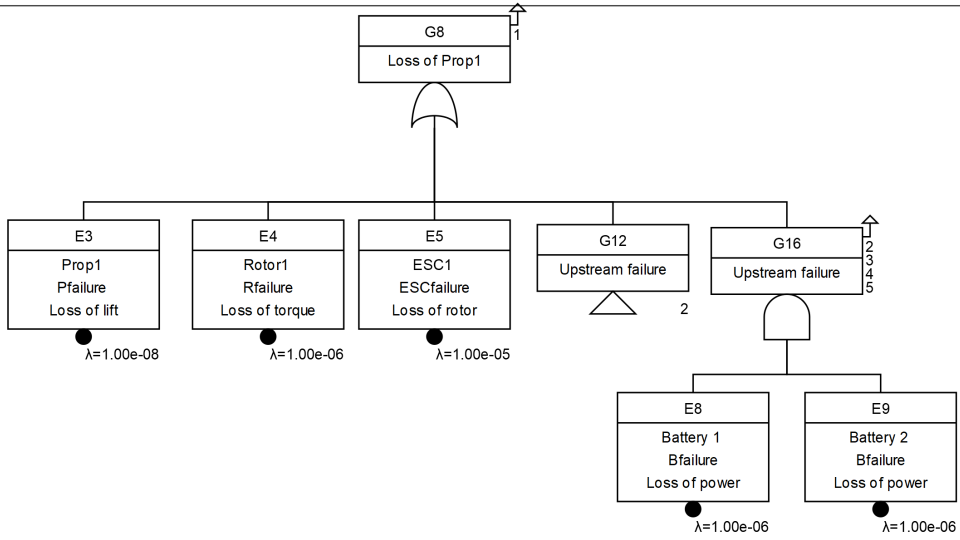 G8
1
Loss of Prop1
E3
Prop1
Pfailure
Loss of lift
λ=1.00e-08
E4
Rotor1
Rfailure
Loss of torque
λ=1.00e-06
E5
ESC1
ESCfailure
Loss of rotor
λ=1.00e-05
G12
Upstream failure
2
G16
Upstream failure
2
3
4
5
E8
Battery 1
Bfailure
Loss of power
λ=1.00e-06
E9
Battery 2
Bfailure
Loss of power
λ=1.00e-06